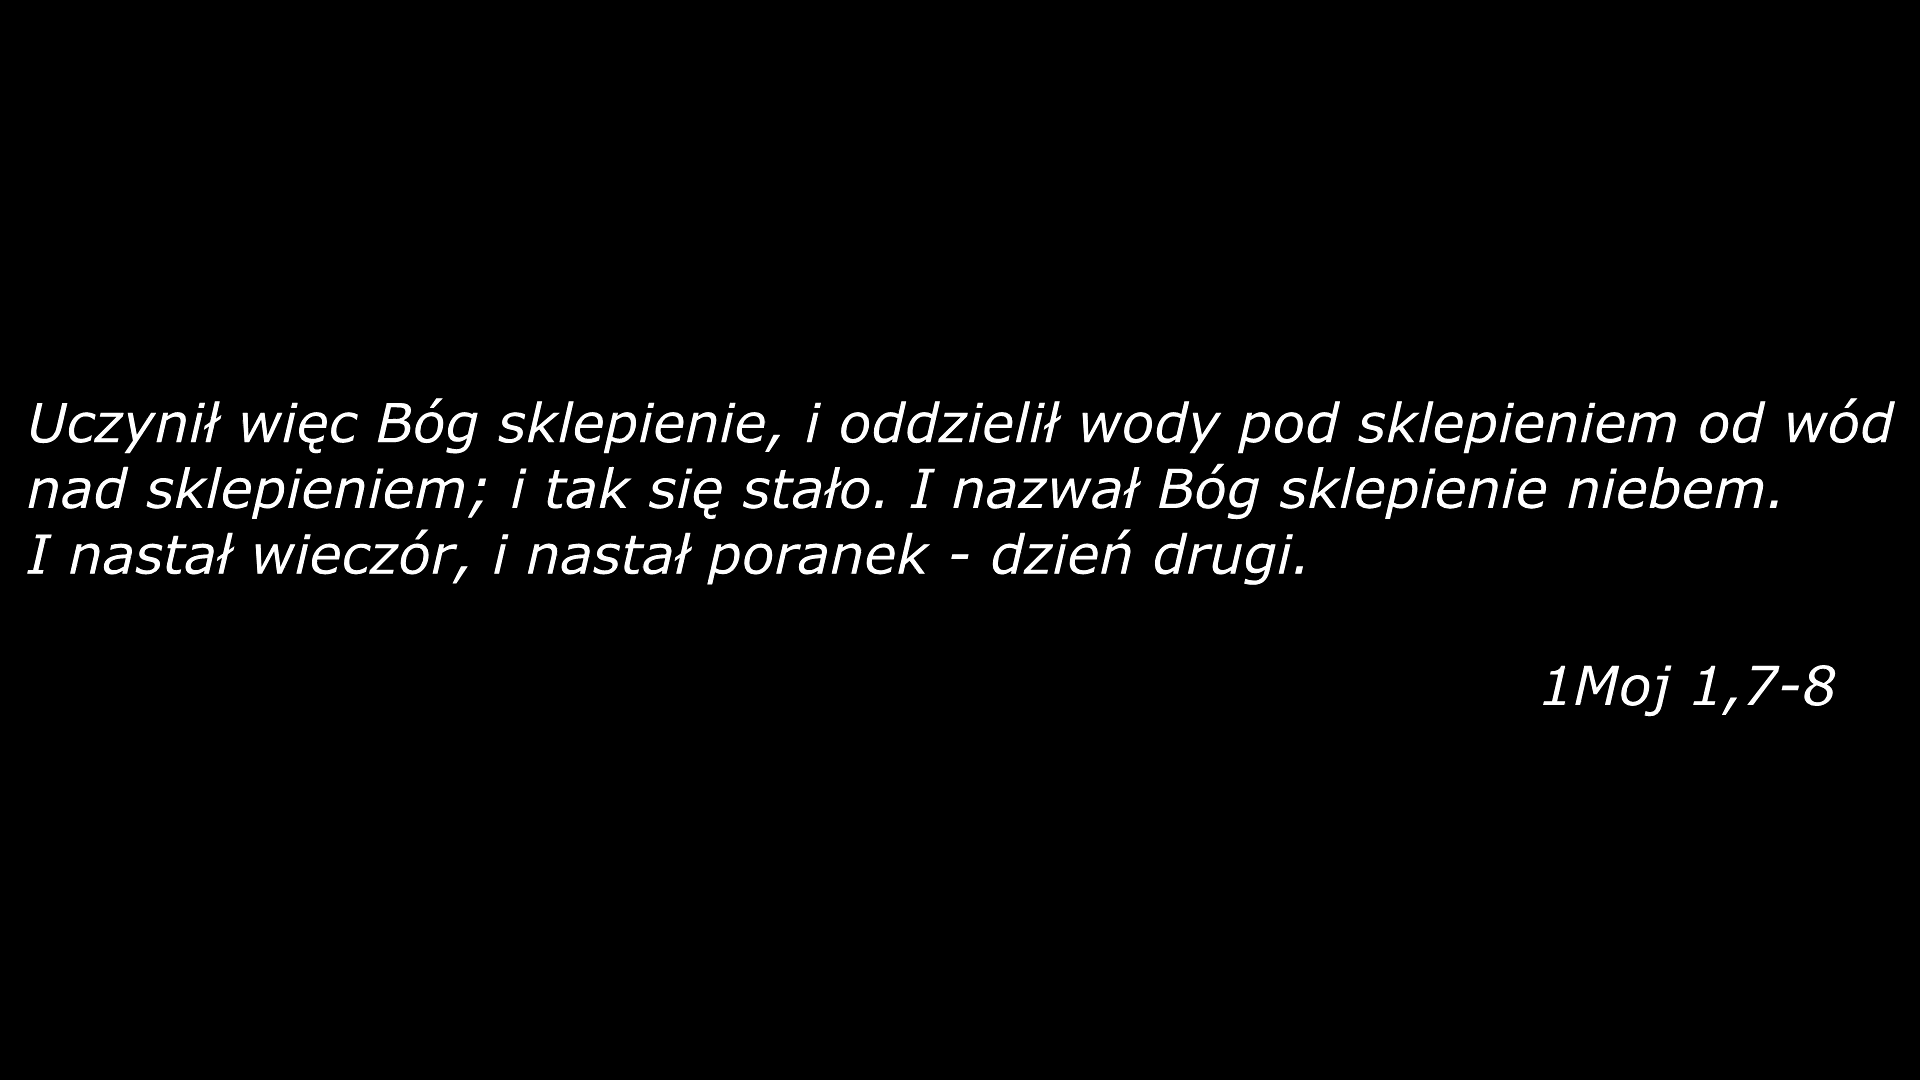 Uczynił więc Bóg sklepienie, i oddzielił wody pod sklepieniem od wód
nad sklepieniem; i tak się stało. I nazwał Bóg sklepienie niebem.
I nastał wieczór, i nastał poranek - dzień drugi.
1Moj 1,7-8